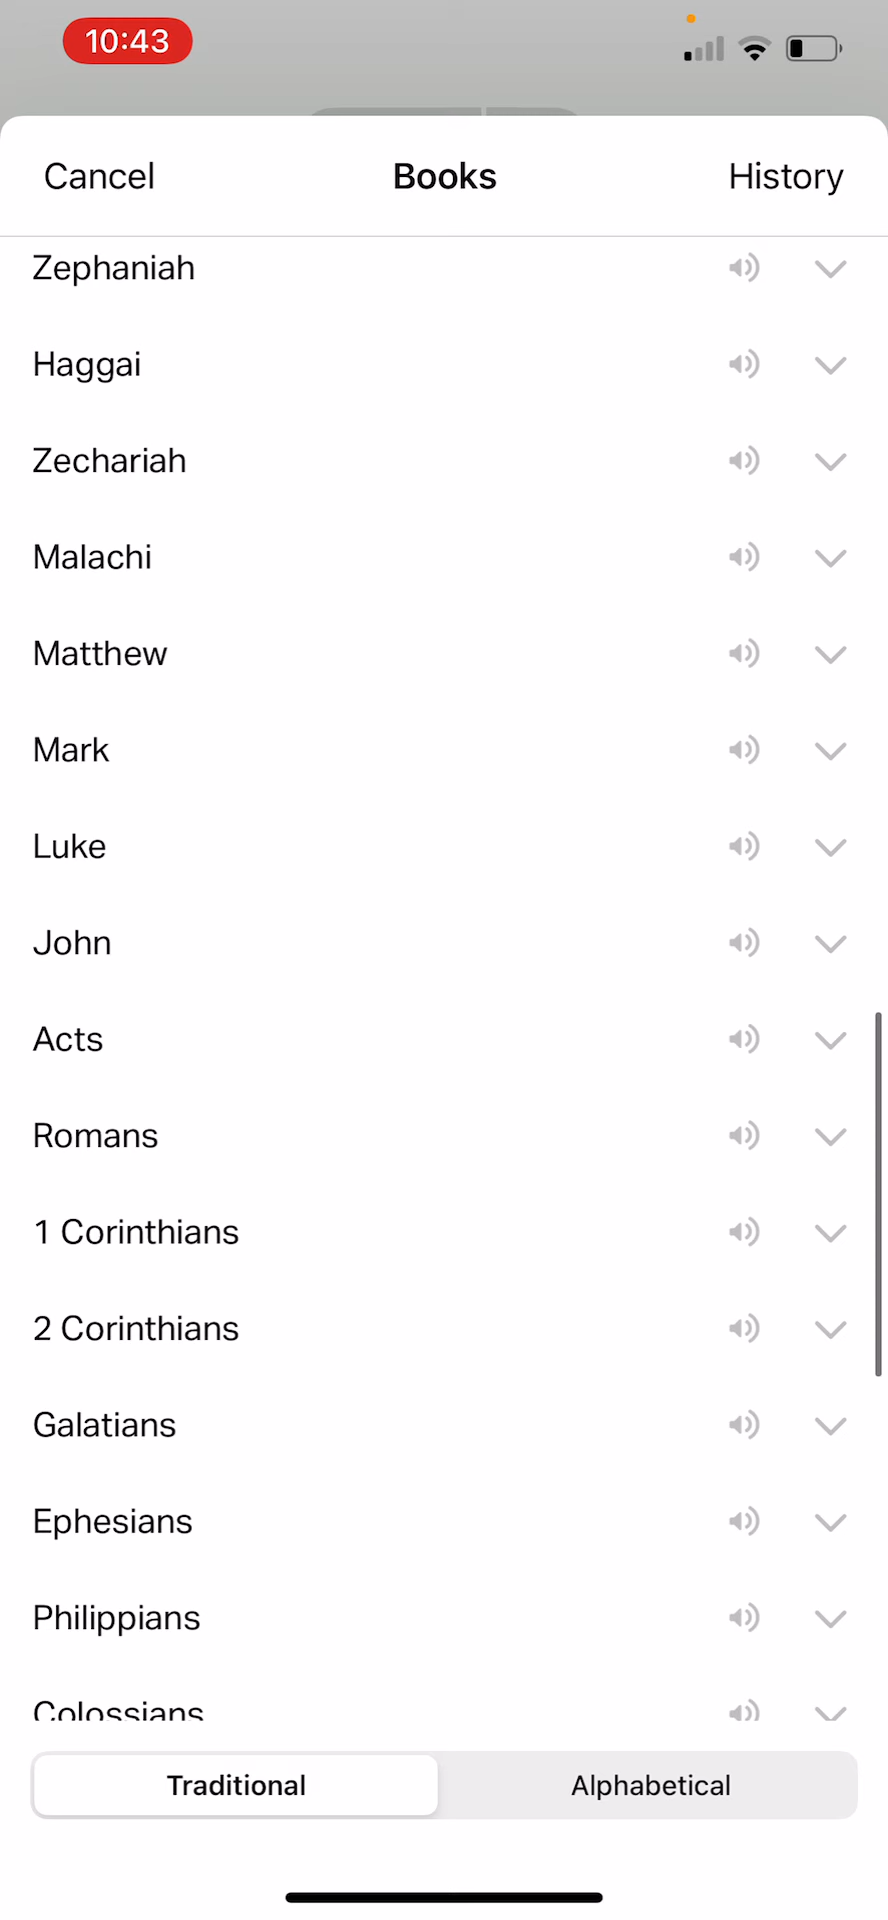 10:43
Cancel Books History
Zephaniah
Haggai
Zechariah
Malachi
Matthew
Mark
Luke
John
Acts
Romans
1 Corinthians
2 Corinthians
Galatians
Ephesians
Philippians
Colossians
Traditional Alphabetical